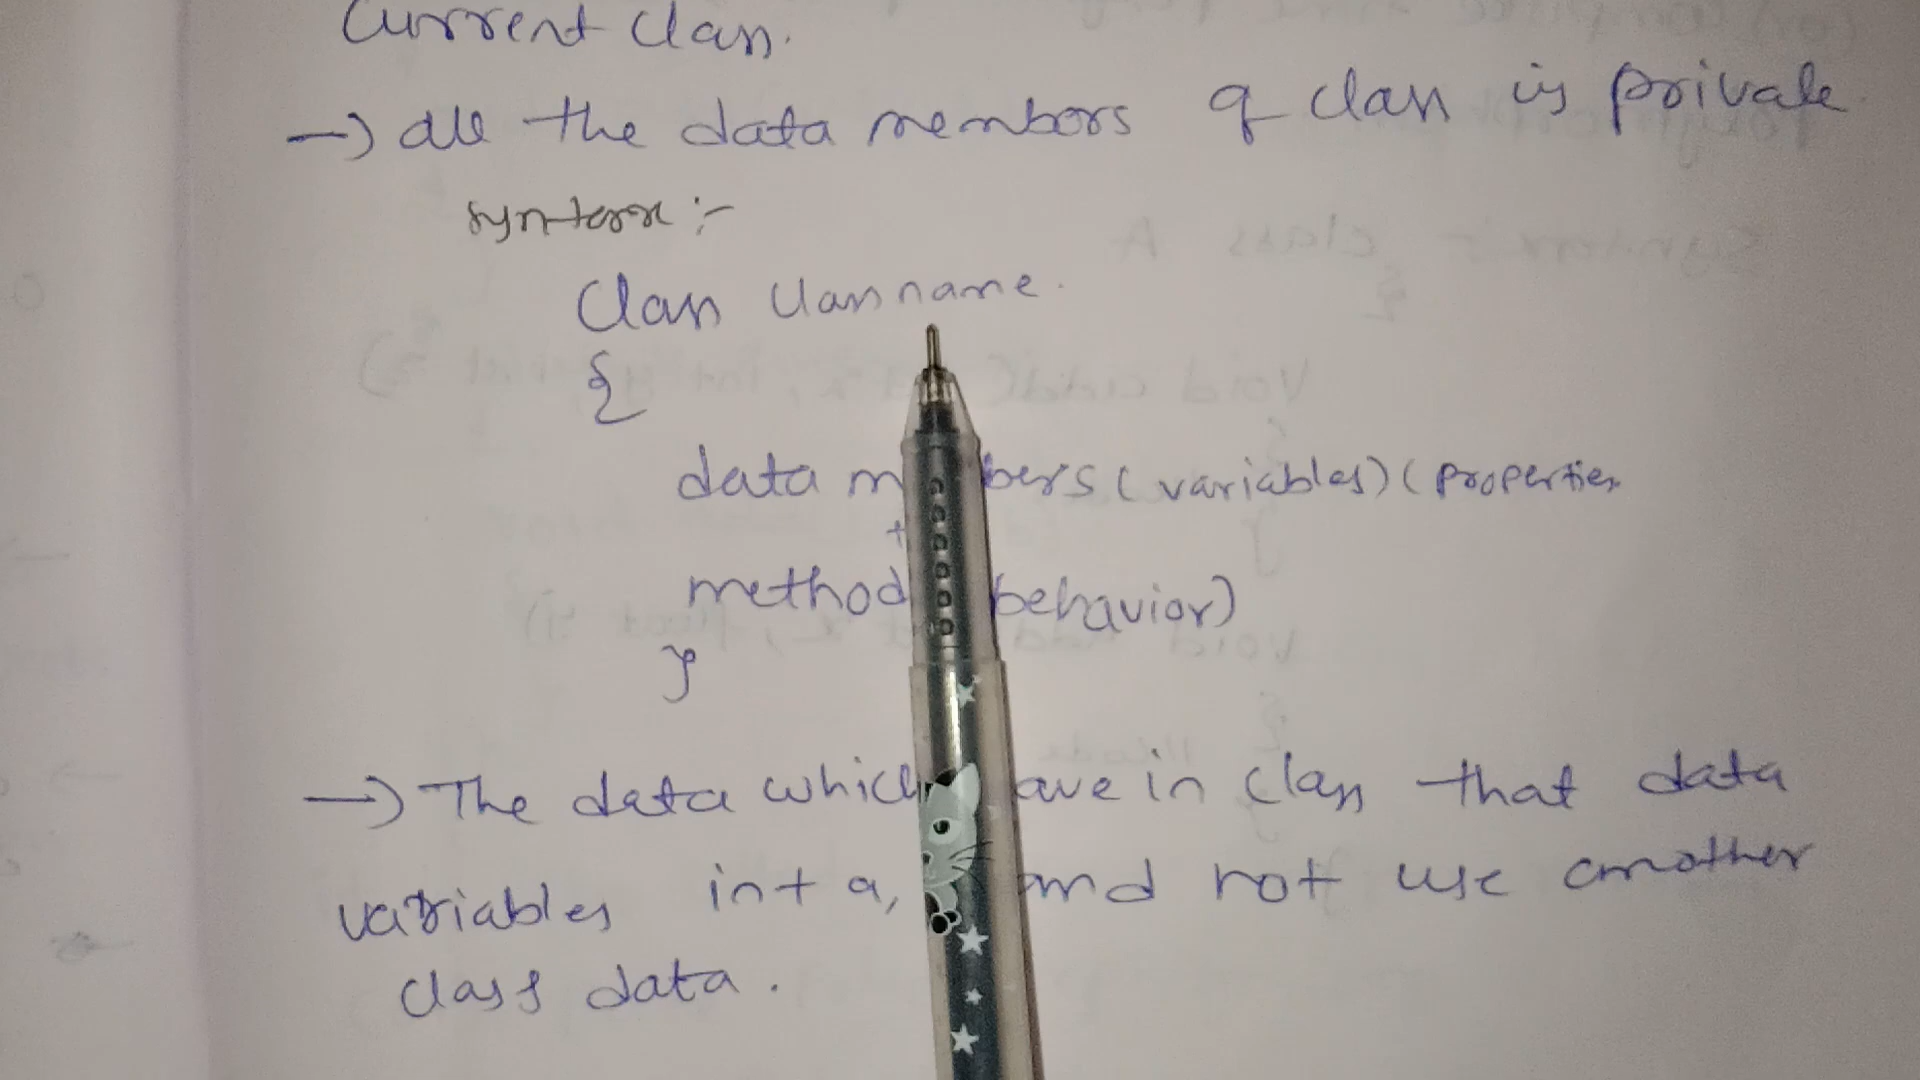 Current class.
→ all the data members of class is private
syntax :-
Class classname.
{
data m bers (variables) (properties
+
method behavior)
}
→ The data which ave in class that data
variables int a, and not use another
class data.